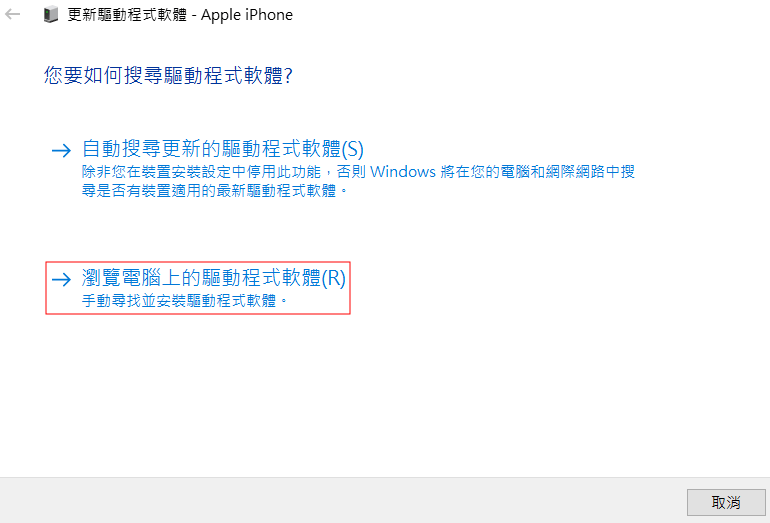 更新驅動程式軟體 - Apple iPhone
您要如何搜尋驅動程式軟體?
自動搜尋更新的驅動程式軟體(S)
除非您在裝置安裝設定中停用此功能，否則 Windows 將在您的電腦和網際網路中搜
尋是否有裝置適用的最新驅動程式軟體。
瀏覽電腦上的驅動程式軟體(R)
手動尋找並安裝驅動程式軟體。
取消